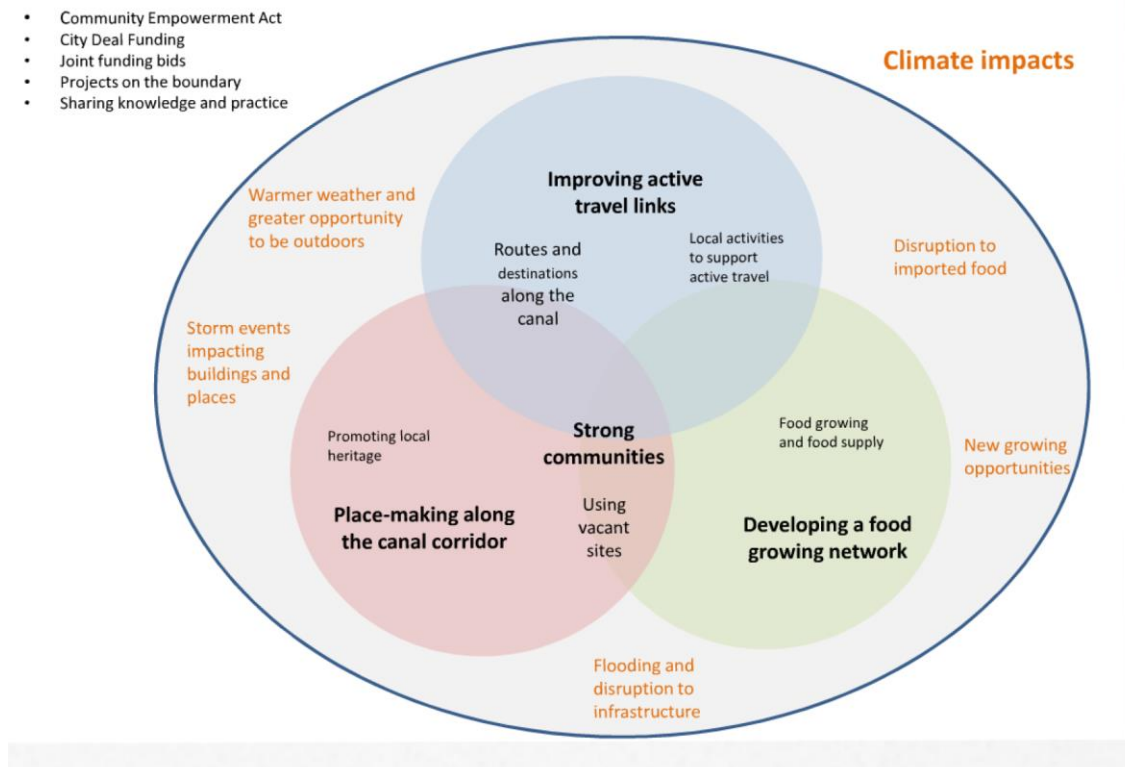 • Community Empowerment Act
• City Deal Funding
• Joint funding bids
• Projects on the boundary
• Sharing knowledge and practice
Climate impacts
Improving active
travel links
Warmer weather and
greater opportunity
to be outdoors
Routes and
destinations
along the
canal
Local activities
to support
active travel
Disruption to
imported food
Storm events
impacting
buildings and
places
Promoting local
heritage
Strong
communities
Food growing
and food supply
New growing
opportunities
Place-making along
the canal corridor
Using
vacant
sites
Developing a food
growing network
Flooding and
disruption to
infrastructure